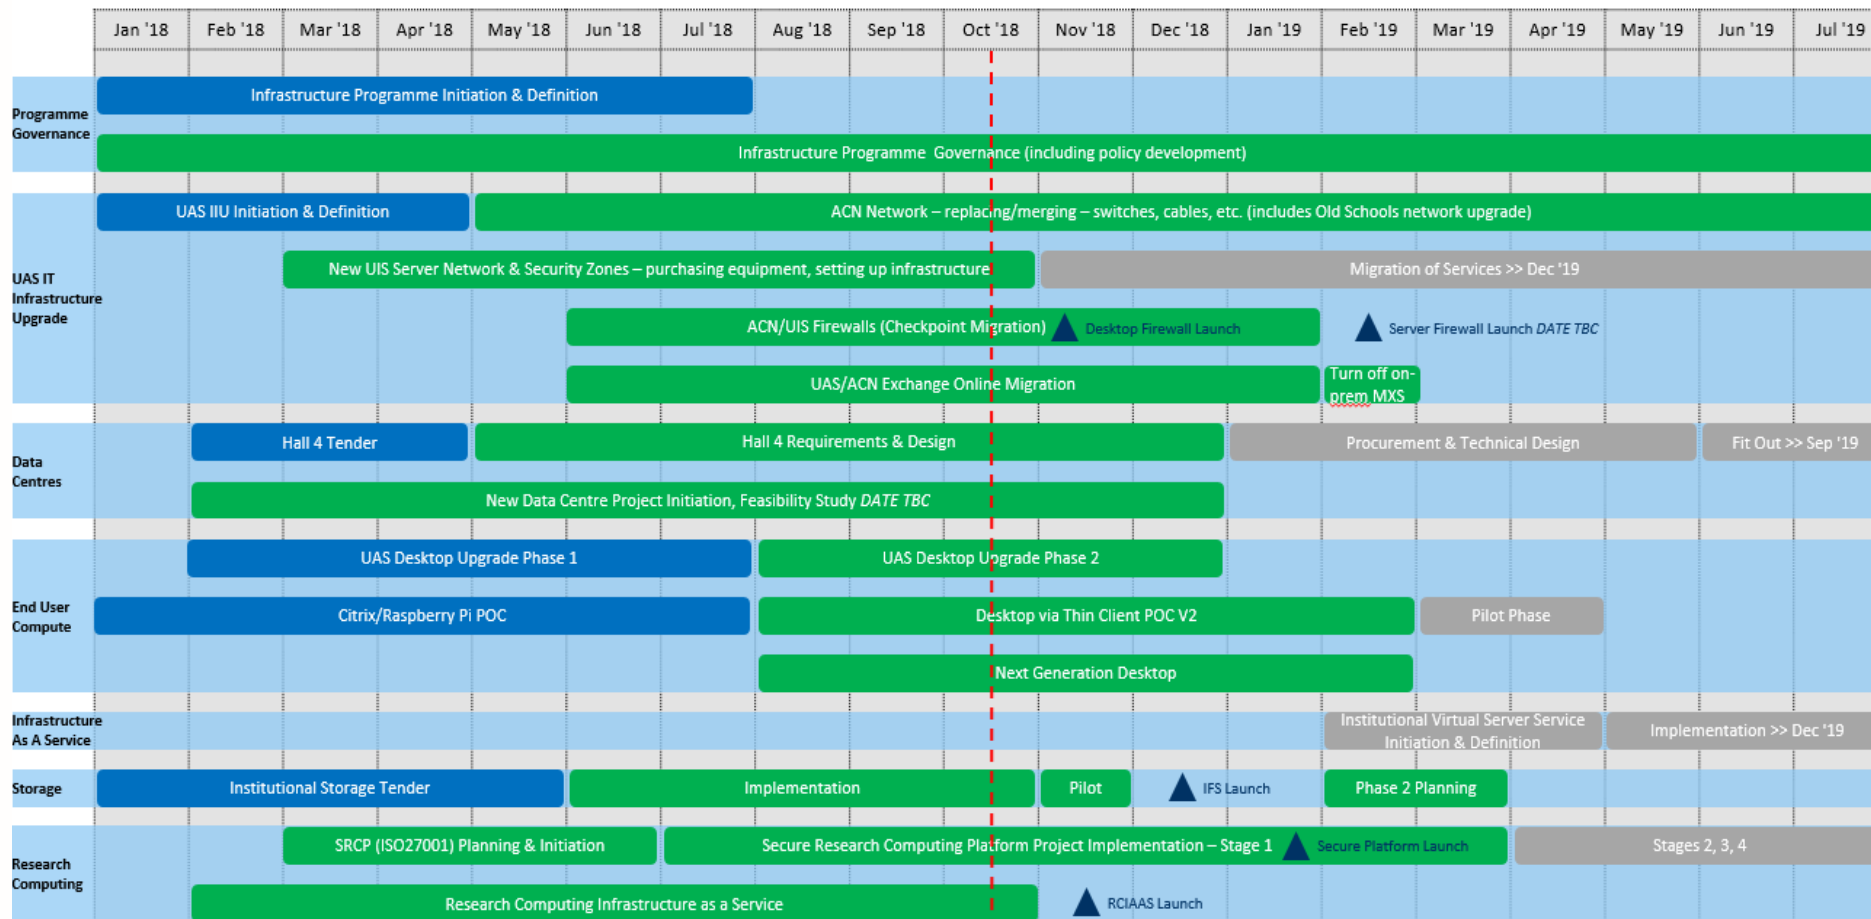 Jan '18 Feb '18 Mar '18 Apr '18 May '18 Jun '18 Jul '18 Aug '18 Sep '18 Oct '18 Nov '18 Dec '18 Jan '19 Feb '19 Mar '19 Apr '19 May '19 Jun '19 Jul '19
Programme
Governance
Infrastructure Programme Initiation & Definition
Infrastructure Programme Governance (including policy development)
UAS IT
Infrastructure
Upgrade
UAS IIU Initiation & Definition
ACN Network – replacing/merging – switches, cables, etc. (includes Old Schools network upgrade)
New UIS Server Network & Security Zones – purchasing equipment, setting up infrastructure
Migration of Services >> Dec '19
ACN/UIS Firewalls (Checkpoint Migration)
Desktop Firewall Launch
Server Firewall Launch DATE TBC
UAS/ACN Exchange Online Migration
Turn off on-
prem MXS
Data
Centres
Hall 4 Tender
Hall 4 Requirements & Design
Procurement & Technical Design
Fit Out >> Sep '19
New Data Centre Project Initiation, Feasibility Study DATE TBC
End User
Compute
UAS Desktop Upgrade Phase 1
UAS Desktop Upgrade Phase 2
Citrix/Raspberry Pi POC
Desktop via Thin Client POC V2
Pilot Phase
Next Generation Desktop
Infrastructure
As A Service
Institutional Virtual Server Service
Initiation & Definition
Implementation >> Dec '19
Storage
Institutional Storage Tender
Implementation
Pilot
IFS Launch
Phase 2 Planning
Research
Computing
SRCP (ISO27001) Planning & Initiation
Secure Research Computing Platform Project Implementation – Stage 1
Secure Platform Launch
Stages 2, 3, 4
Research Computing Infrastructure as a Service
RCIAAS Launch